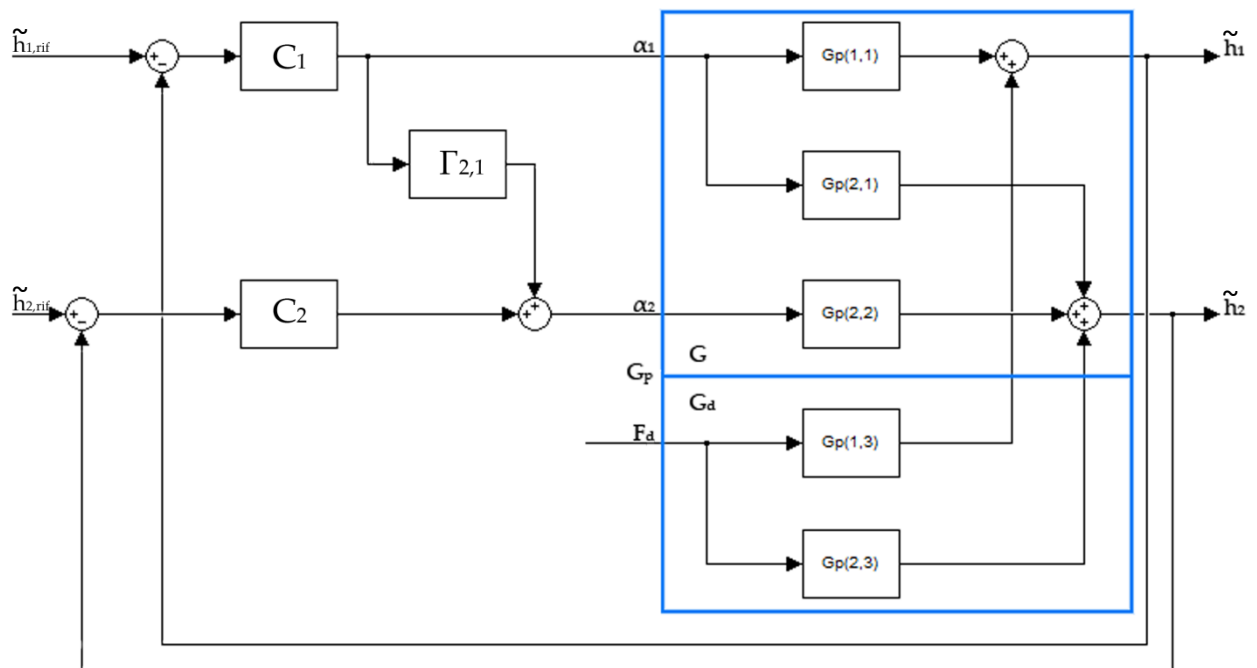 h̃1,rif
+
−
C1
α1
Gp(1,1)
+
+
h̃1
Γ2,1
Gp(2,1)
h̃2,rif
+
−
C2
+
+
α2
Gp(2,2)
+
+
+
h̃2
G
Gp
Gd
Fd
Gp(1,3)
Gp(2,3)